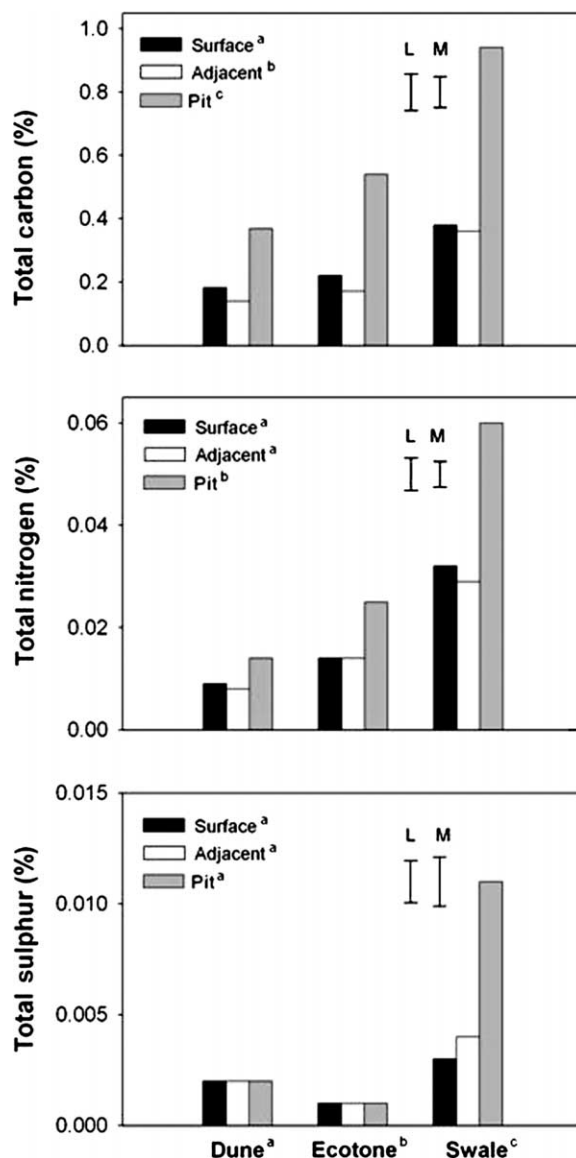 1.0
Surface a
L M
Adjacent b
0.8
Pit c
0.6
0.4
0.2
0.0
Total carbon (%)
0.06
Surface a
L M
Adjacent a
Pit b
0.04
0.02
0.00
Total nitrogen (%)
0.015
Surface a
L M
Adjacent a
Pit a
0.010
0.005
0.000
Total sulphur (%)
Dune a Ecotone b Swale c